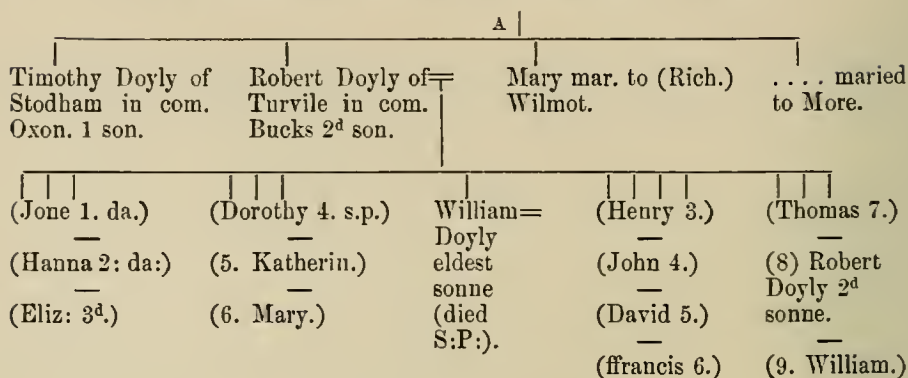 A
Timothy Doyly of
Stodham in com.
Oxon. 1 son.
Robert Doyly of
Turvile in com.
Bucks 2d son.
Mary mar. to (Rich.)
Wilmot.
.... maried
to More.
(Jone 1. da.)
(Hanna 2: da:)
(Eliz: 3d.)
(Dorothy 4. s.p.)
(5. Katherin.)
(6. Mary.)
William=
Doyly
eldest
sonne
(died
S:P:).
(Henry 3.)
(John 4.)
(David 5.)
(ffrancis 6.)
(Thomas 7.)
(8) Robert
Doyly 2d
sonne.
(9. William.)